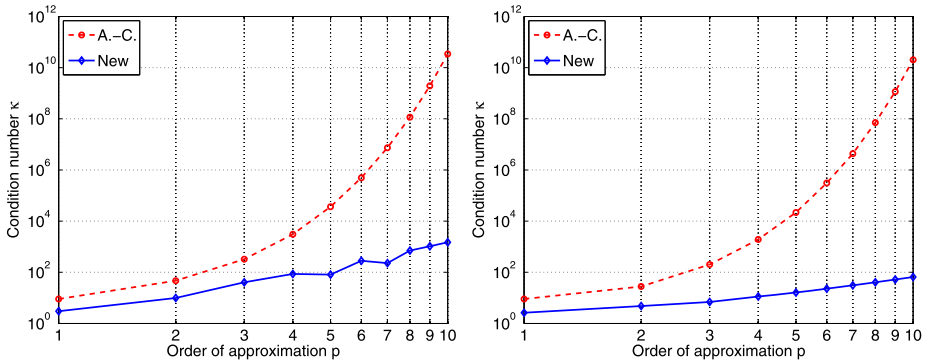 10^12
10^10
10^8
10^6
10^4
10^2
10^0
Condition number κ
A.-C.
New
1 2 3 4 5 6 7 8 9 10
Order of approximation p
10^12
10^10
10^8
10^6
10^4
10^2
10^0
Condition number κ
A.-C.
New
1 2 3 4 5 6 7 8 9 10
Order of approximation p